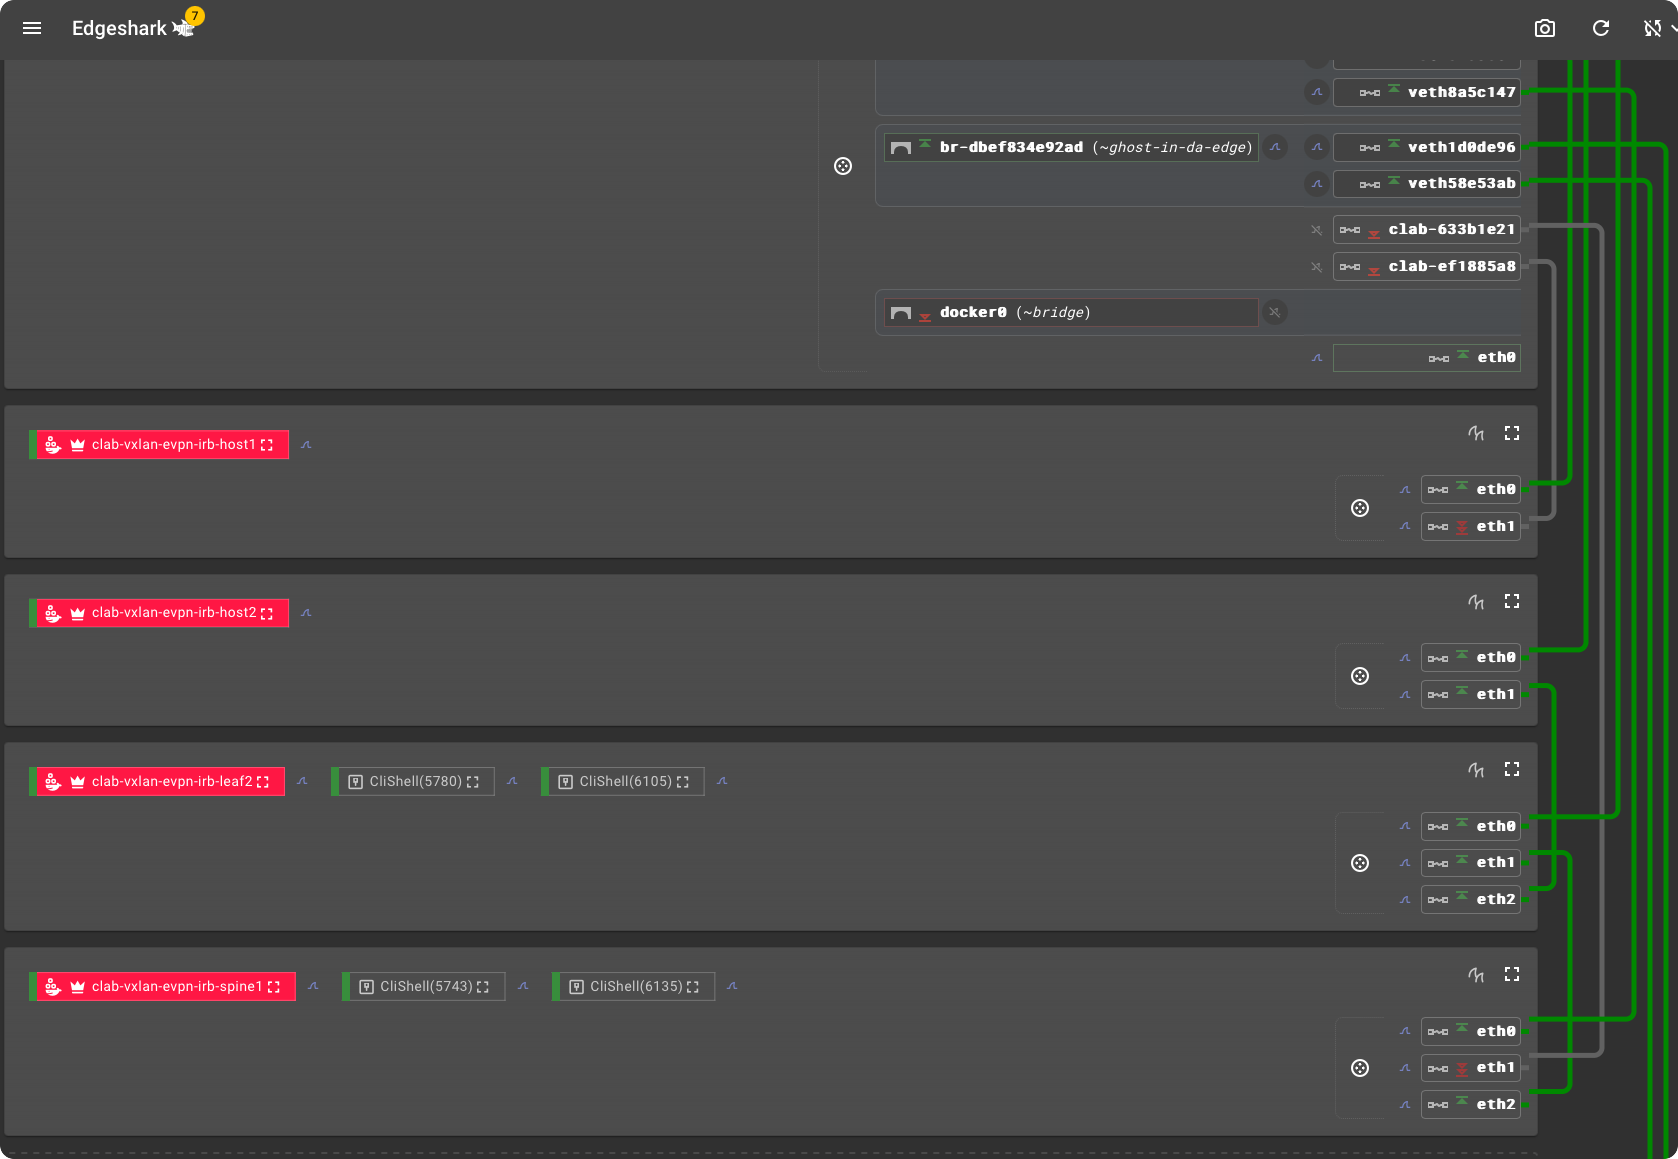 Edgeshark
7
veth8a5c147
br-dbef834e92ad (~ghost-in-da-edge)
veth1d0de96
veth58e53ab
clab-633b1e21
clab-ef1885a8
docker0 (~bridge)
eth0
clab-vxlan-evpn-irb-host1
eth0
eth1
clab-vxlan-evpn-irb-host2
eth0
eth1
clab-vxlan-evpn-irb-leaf2 CliShell(5780) CliShell(6105)
eth0
eth1
eth2
clab-vxlan-evpn-irb-spine1 CliShell(5743) CliShell(6135)
eth0
eth1
eth2